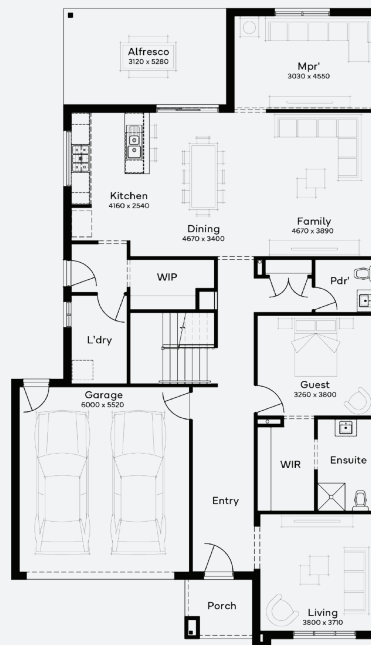 Alfresco
3120 x 5280
Mpr'
3030 x 4550
Kitchen
4160 x 2540
Dining
4670 x 3400
Family
4670 x 3890
WIP
Pdr'
L'dry
Guest
3260 x 3800
Garage
6000 x 5520
WIR
Ensuite
Entry
Porch
Living
3800 x 3710